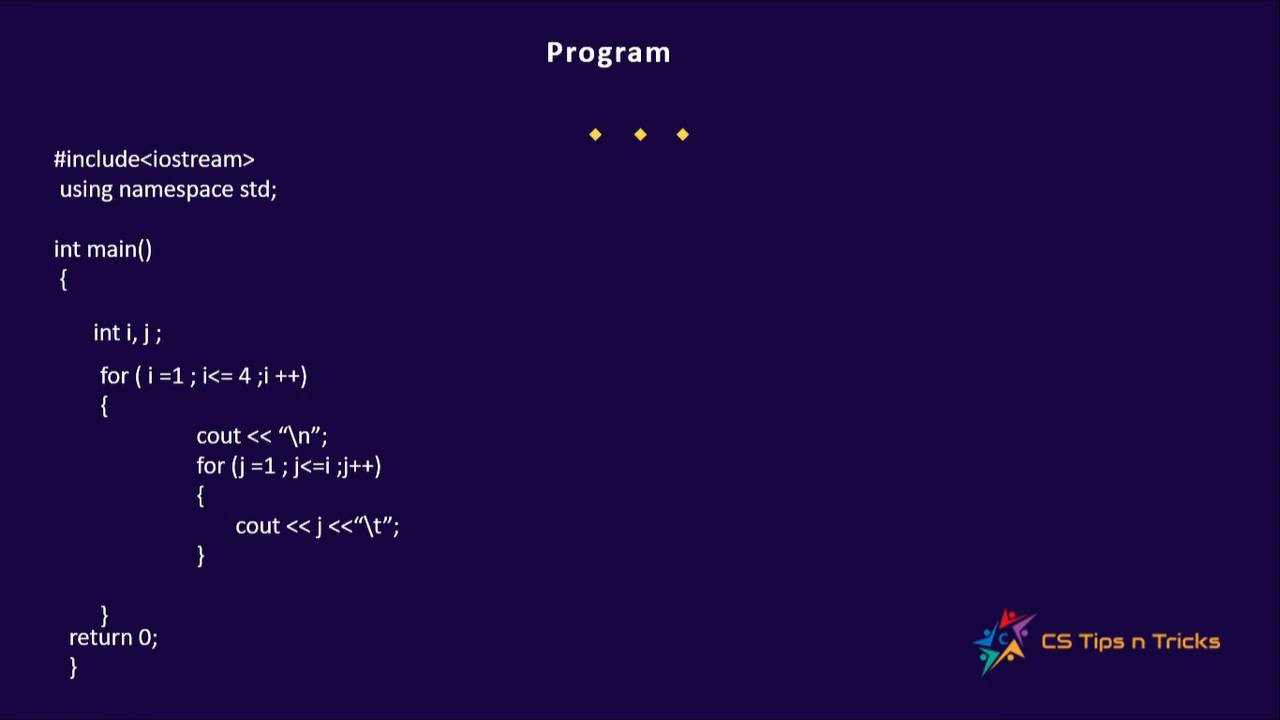 Program
#include<iostream>
using namespace std;
int main()
{
int i, j ;
for ( i =1 ; i<= 4 ;i ++)
{
cout << “\n”;
for (j =1 ; j<=i ;j++)
{
cout << j <<“\t”;
}
}
return 0;
}
C
CS Tips n Tricks